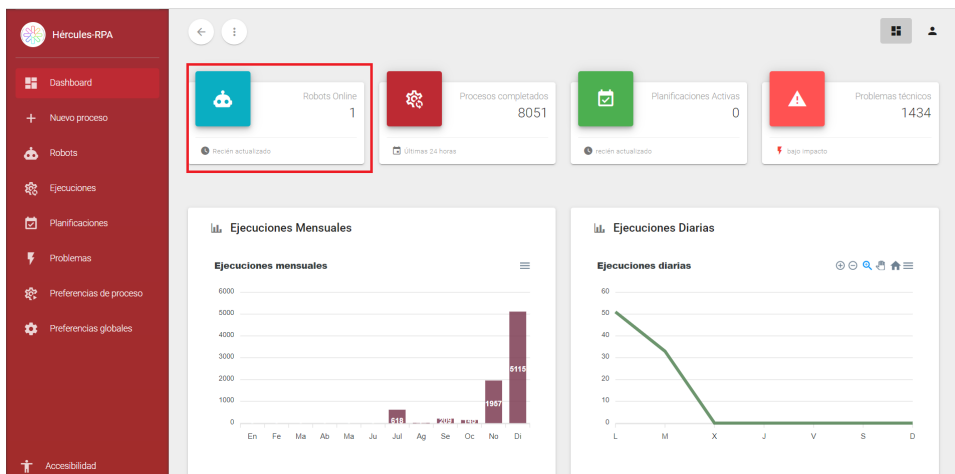 Hércules-RPA
Dashboard
Nuevo proceso
Robots
Ejecuciones
Planificaciones
Problemas
Preferencias de proceso
Preferencias globales
Accesibilidad
Robots Online
1
Recién actualizado
Procesos completados
8051
Últimas 24 horas
Planificaciones Activas
0
recién actualizado
Problemas técnicos
1434
bajo impacto
Ejecuciones Mensuales
Ejecuciones mensuales
6000
5000
4000
3000
2000
1000
0
618
209
145
1957
5115
En Fe Ma Ab Ma Ju Jul Ag Se Oc No Di
Ejecuciones Diarias
Ejecuciones diarias
60
50
40
30
20
10
0
L M X J V S D